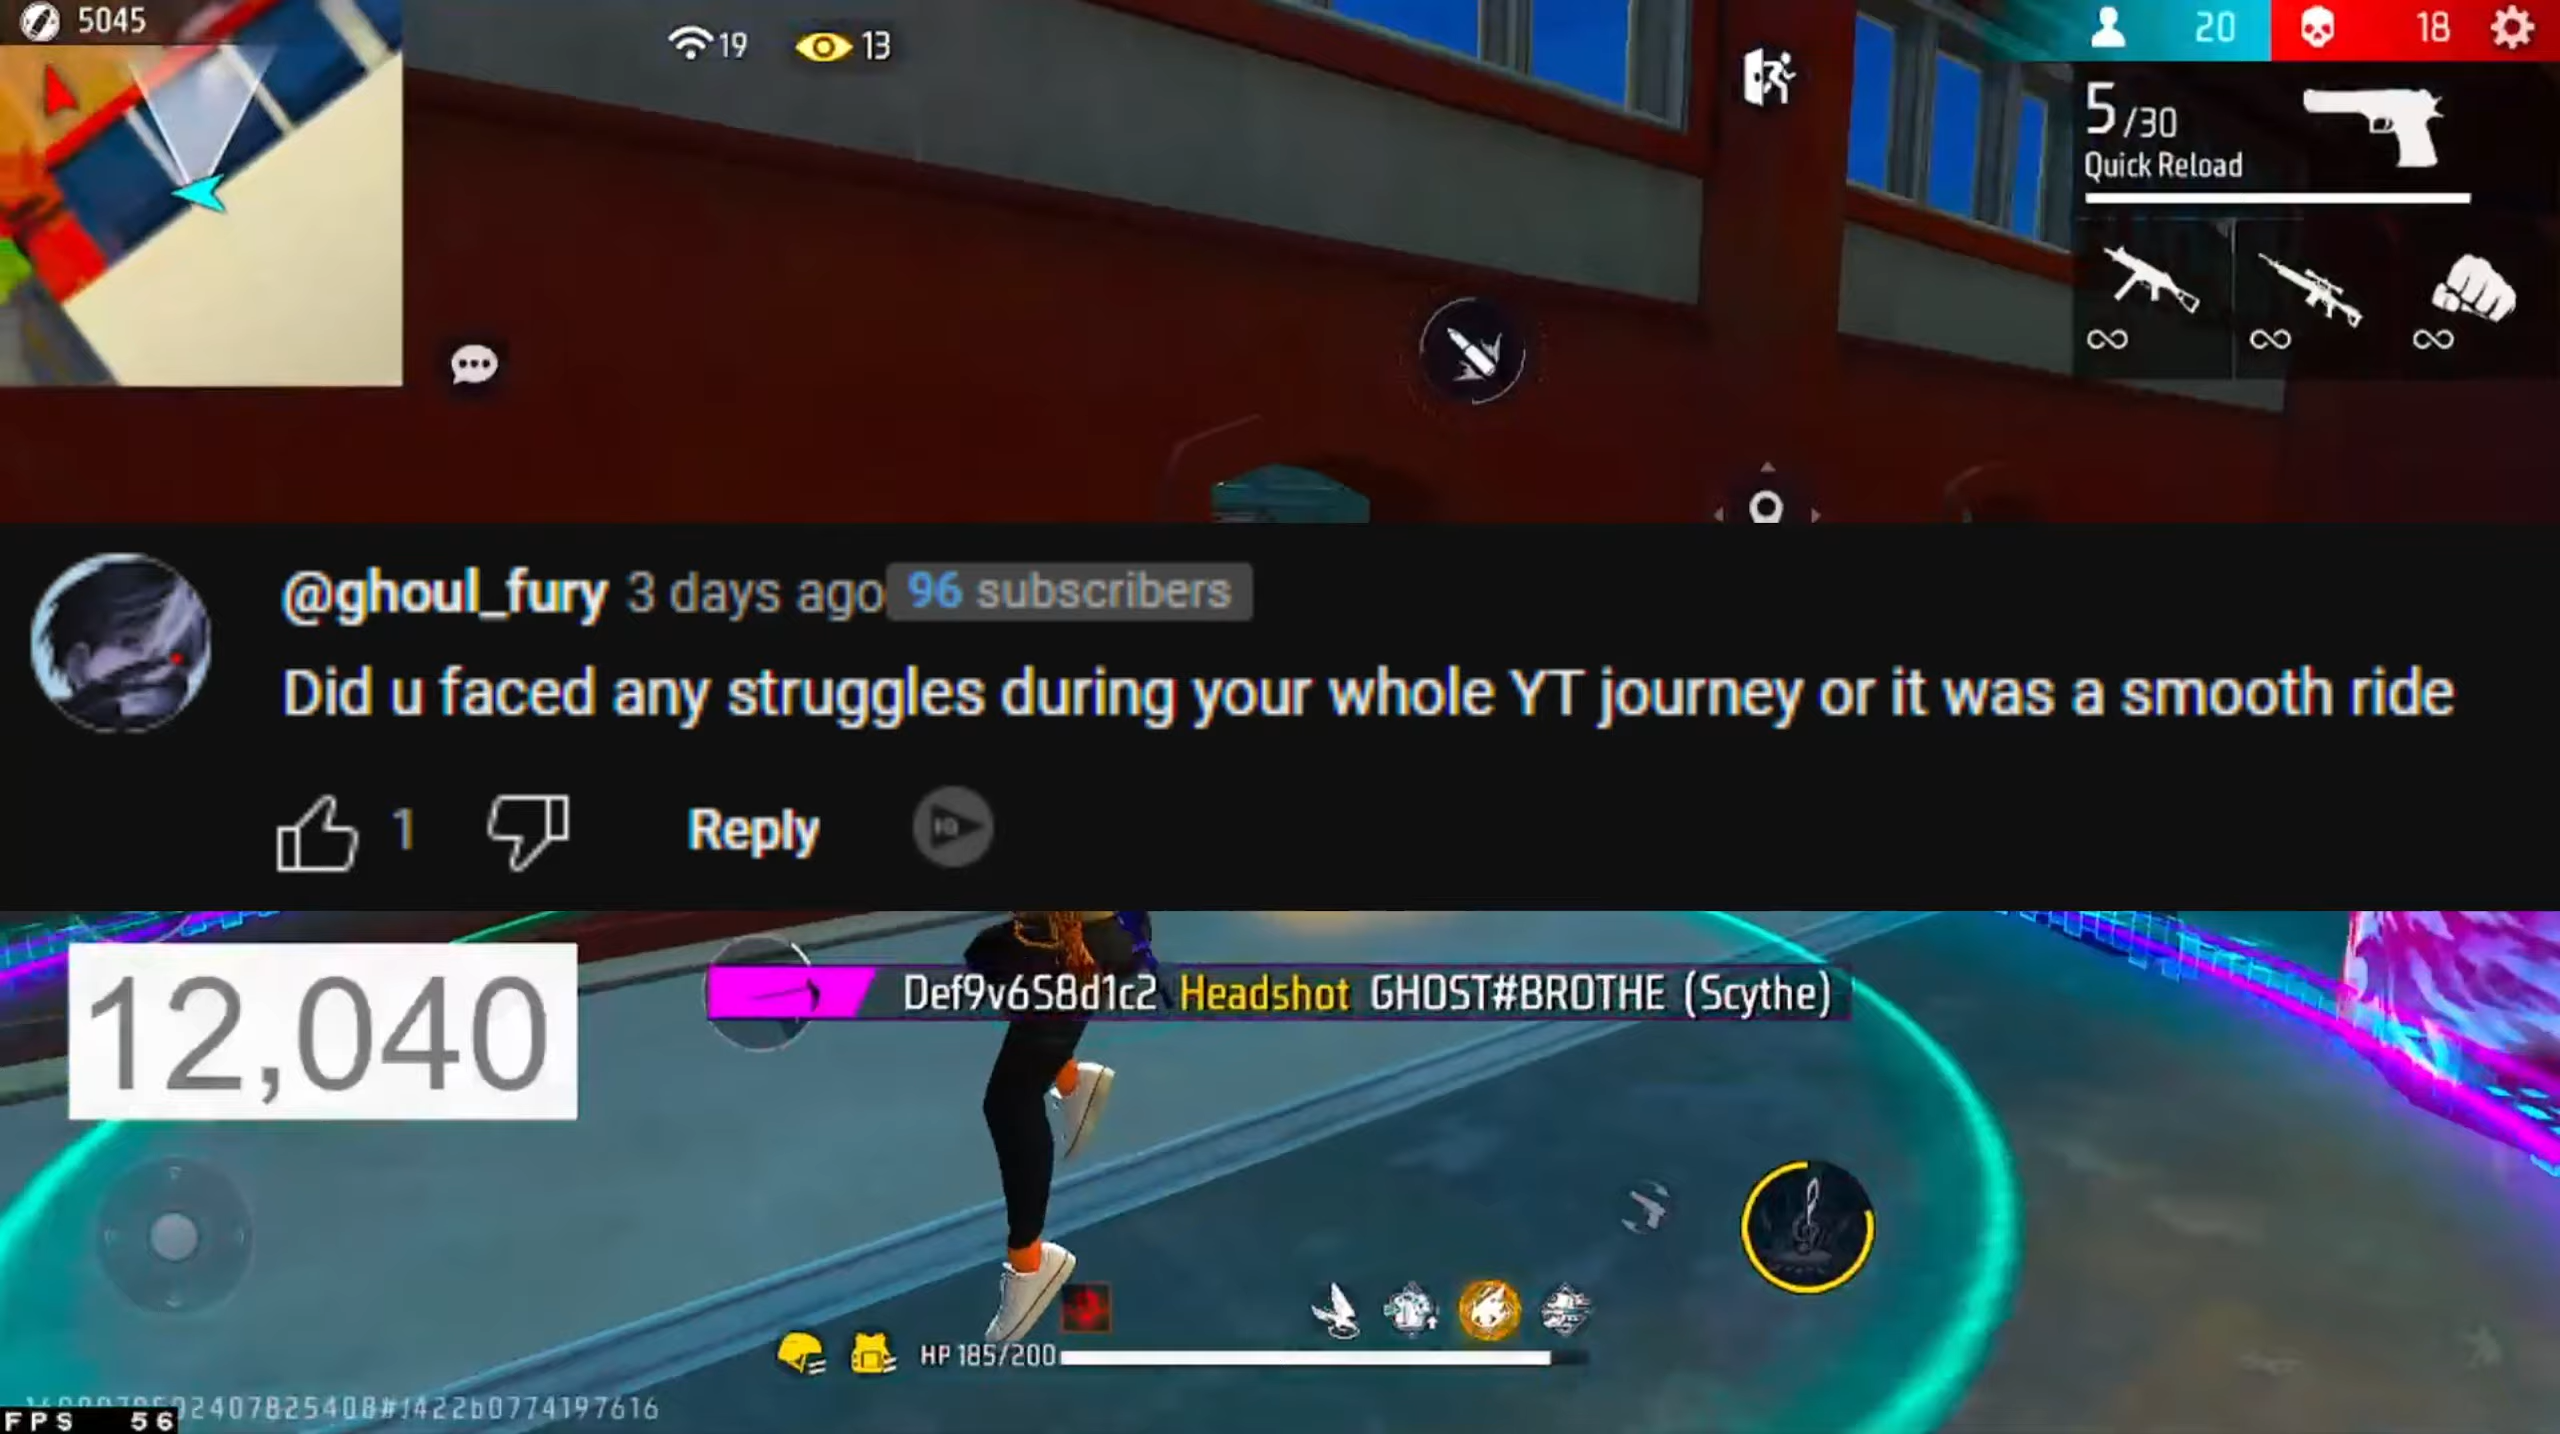 5045
19
13
20
18
5/30
Quick Reload
∞ ∞ ∞
@ghoul_fury 3 days ago 96 subscribers
Did u faced any struggles during your whole YT journey or it was a smooth ride
1
Reply
12,040
Def9v6S8d1c2 Headshot GHOST#BROTHE (Scythe)
HP 185/200
FPS 56